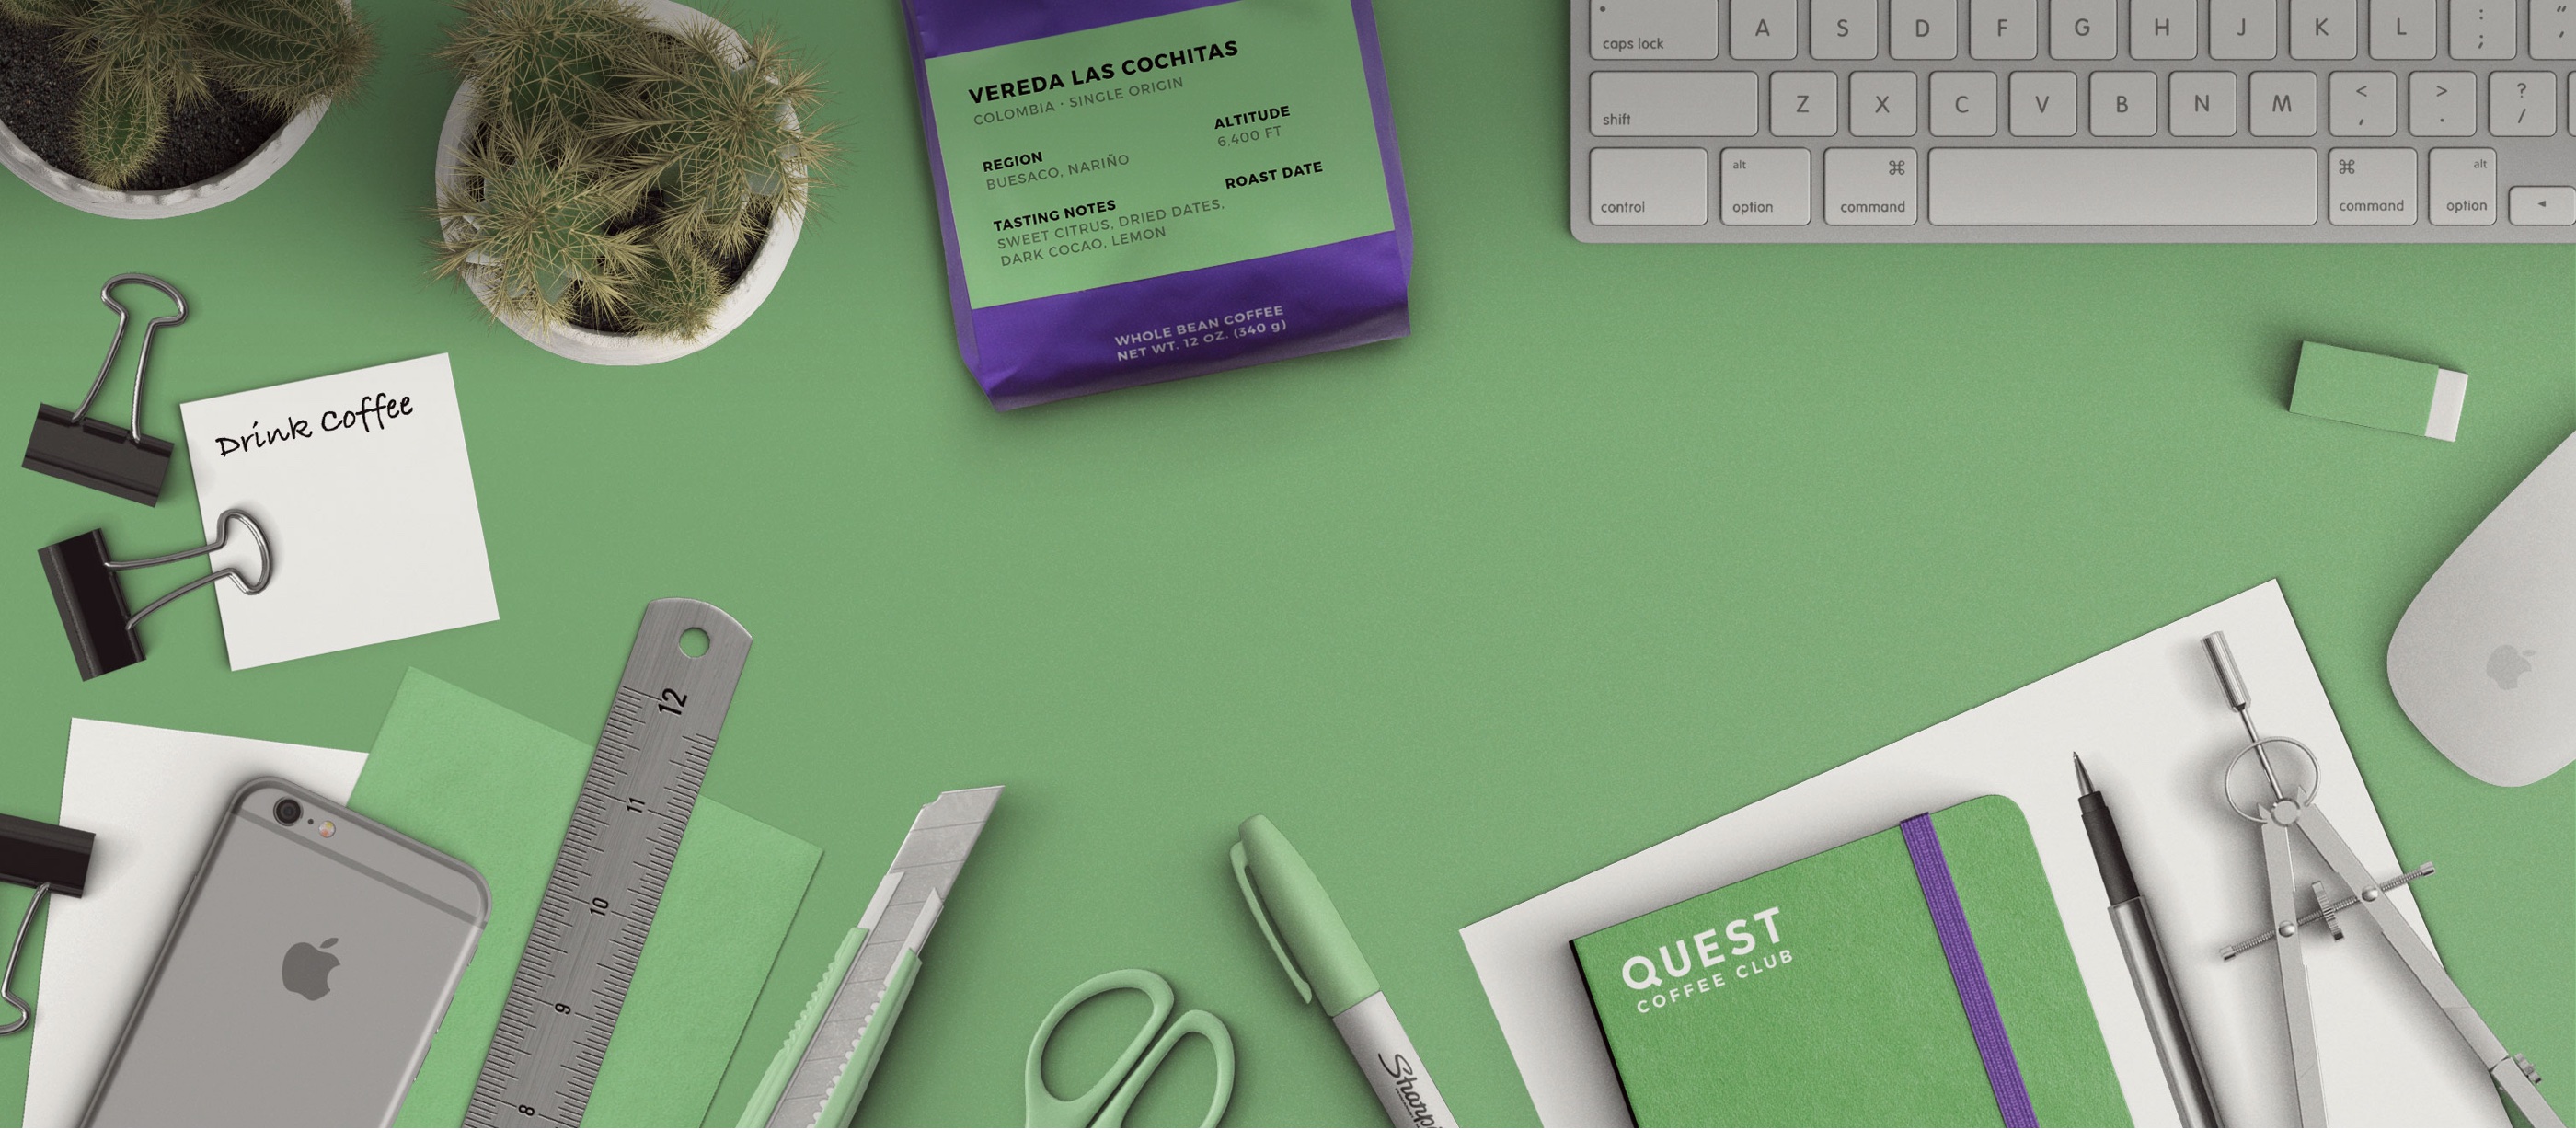 VEREDA LAS COCHITAS
COLOMBIA · SINGLE ORIGIN
ALTITUDE
6,400 FT
REGION
BUESACO, NARIÑO
ROAST DATE
TASTING NOTES
SWEET CITRUS, DRIED DATES,
DARK COCAO, LEMON
WHOLE BEAN COFFEE
NET WT. 12 OZ. (340 g)
caps lock A S D F G H J K L : ; " '
shift Z X C V B N M < , > . ? /
control alt option ⌘ command ⌘ command alt option ◄
Drink Coffee
12
11
10
9
8
Sharpie
QUEST
COFFEE CLUB